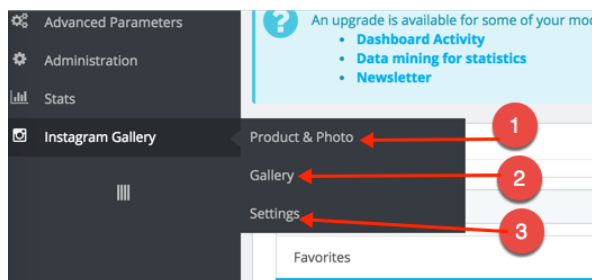 Advanced Parameters
Administration
Stats
Instagram Gallery
An upgrade is available for some of your
• Dashboard Activity
• Data mining for statistics
• Newsletter
Product & Photo
1
Gallery
2
Settings
3
Favorites